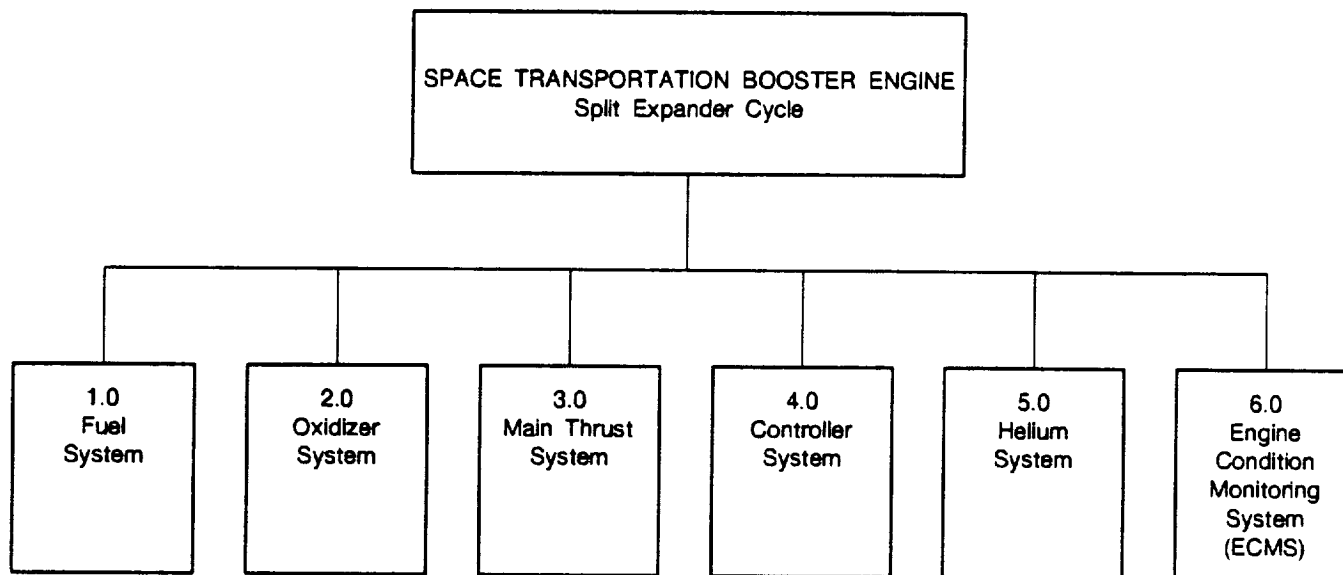 SPACE TRANSPORTATION BOOSTER ENGINE
Split Expander Cycle
1.0
Fuel
System
2.0
Oxidizer
System
3.0
Main Thrust
System
4.0
Controller
System
5.0
Helium
System
6.0
Engine
Condition
Monitoring
System
(ECMS)